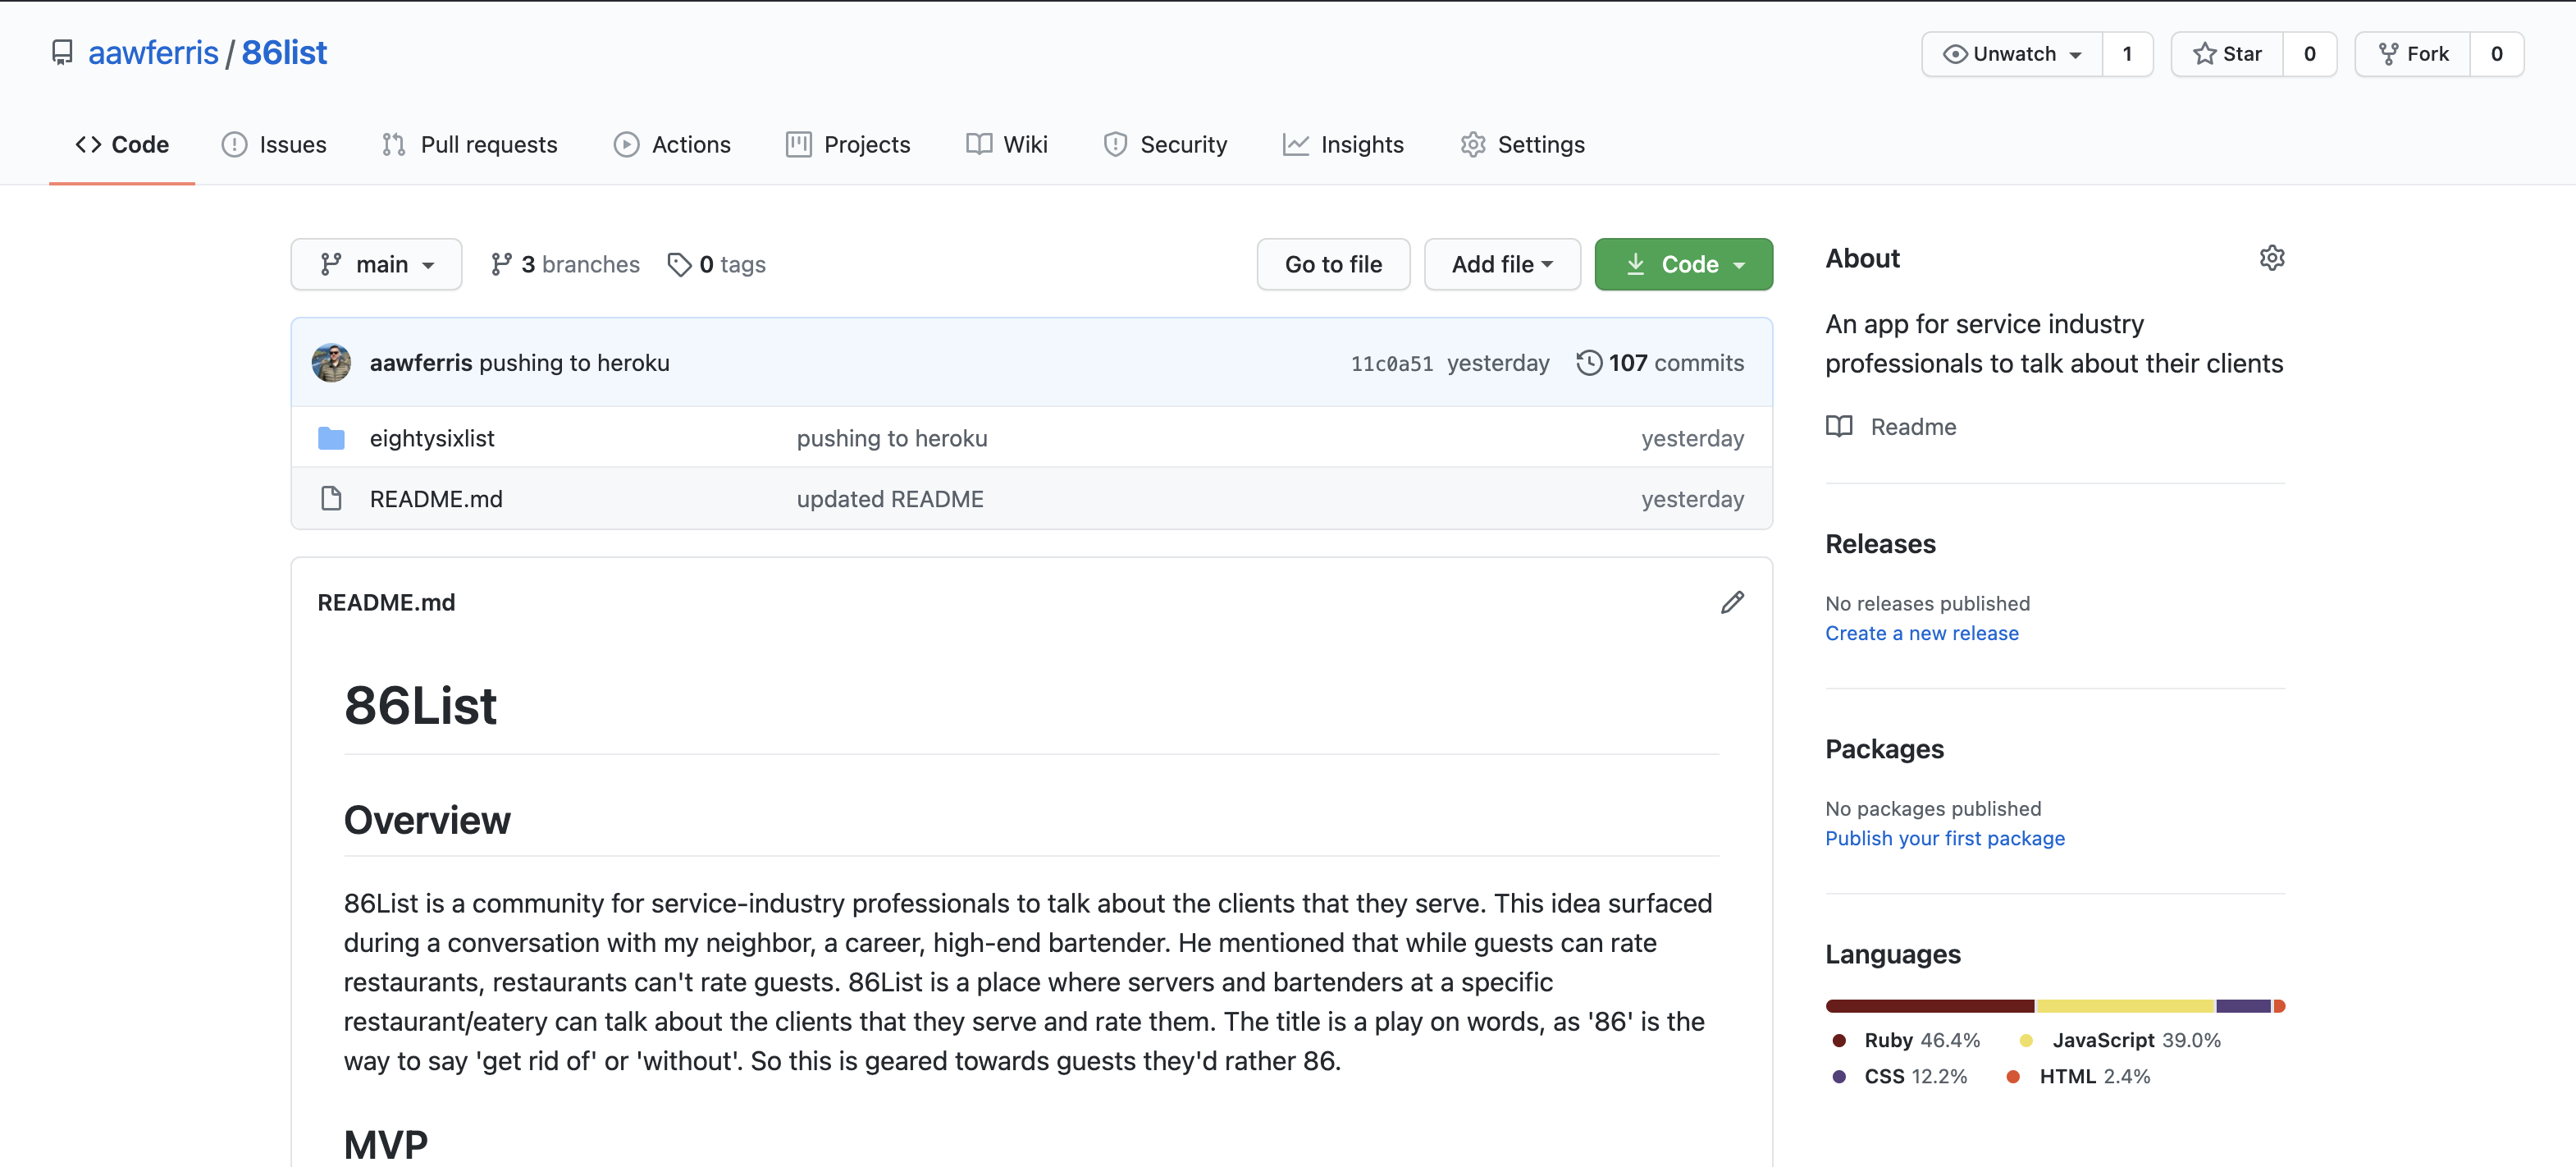 aawferris / 86list
Unwatch 1 Star 0 Fork 0
Code Issues Pull requests Actions Projects Wiki Security Insights Settings
main 3 branches 0 tags Go to file Add file Code
aawferris pushing to heroku 11c0a51 yesterday 107 commits
eightysixlist pushing to heroku yesterday
README.md updated README yesterday
README.md
86List
Overview
86List is a community for service-industry professionals to talk about the clients that they serve. This idea surfaced
during a conversation with my neighbor, a career, high-end bartender. He mentioned that while guests can rate
restaurants, restaurants can't rate guests. 86List is a place where servers and bartenders at a specific
restaurant/eatery can talk about the clients that they serve and rate them. The title is a play on words, as '86' is the
way to say 'get rid of' or 'without'. So this is geared towards guests they'd rather 86.
MVP
About
An app for service industry
professionals to talk about their clients
Readme
Releases
No releases published
Create a new release
Packages
No packages published
Publish your first package
Languages
Ruby 46.4% JavaScript 39.0%
CSS 12.2% HTML 2.4%